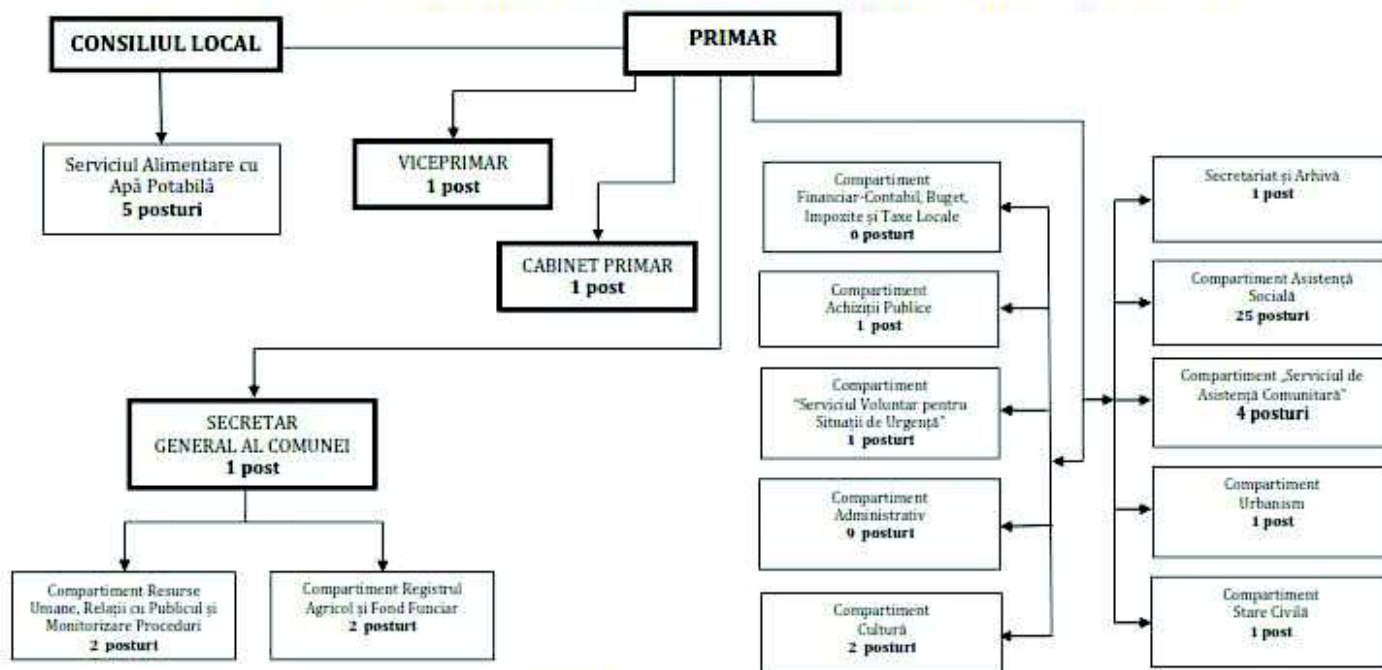 CONSILIUL LOCAL
PRIMAR
Serviciul Alimentare cu
Apă Potabilă
5 posturi
VICEPRIMAR
1 post
CABINET PRIMAR
1 post
SECRETAR
GENERAL AL COMUNEI
1 post
Compartiment Resurse
Umane, Relații cu Publicul și
Monitorizare Proceduri
2 posturi
Compartiment Registrul
Agricol și Fond Funciar
2 posturi
Compartiment
Financiar-Contabil, Buget,
Impozite și Taxe Locale
posturi
Compartiment
Achiziții Publice
1 post
Compartiment
"Serviciul Voluntar pentru
Situații de Urgență"
1 posturi
Compartiment
Administrativ
posturi
Compartiment
Cultură
2 posturi
Secretariat și Arhivă
1 post
Compartiment Asistență
Socială
25 posturi
Compartiment „Serviciul de
Asistență Comunitară"
4 posturi
Compartiment
Urbanism
1 post
Compartiment
Stare Civilă
1 post